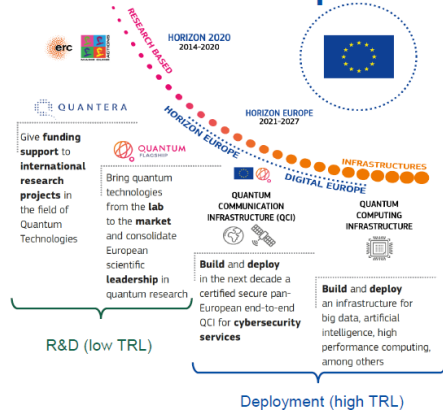 erc
HORIZON 2020
2014-2020
RESEARCH BASED
QUANTERA
HORIZON EUROPE
2021-2027
HORIZON EUROPE
INFRASTRUCTURES
DIGITAL EUROPE
Give funding
support to
international
research
projects in
the field of
Quantum
Technologies
QUANTUM
FLAGSHIP
Bring quantum
technologies
from the lab
to the market
and consolidate
European
scientific
leadership in
quantum research
QUANTUM
COMMUNICATION
INFRASTRUCTURE (QCI)
Build and deploy
in the next decade a
certified secure pan-
European end-to-end
QCI for cybersecurity
services
QUANTUM
COMPUTING
INFRASTRUCTURE
Build and deploy
an infrastructure for
big data, artificial
intelligence, high
performance computing,
among others
R&D (low TRL)
Deployment (high TRL)